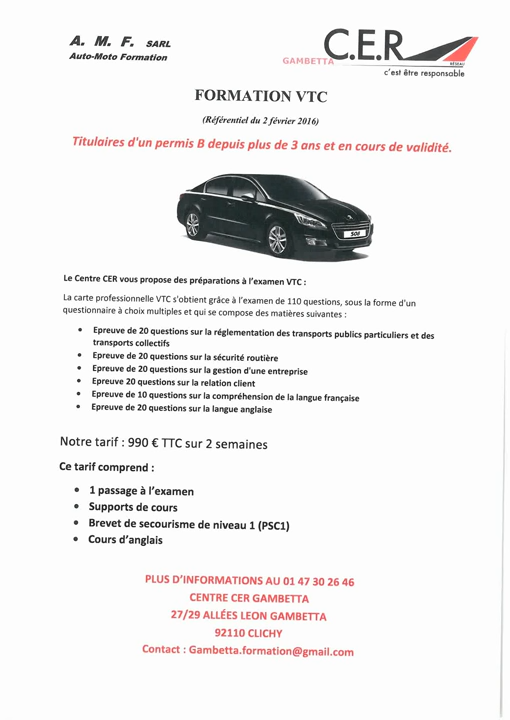 A. M. F. SARL
Auto-Moto Formation
GAMBETTA
C.E.R
RÉSEAU
c'est être responsable
FORMATION VTC
(Référentiel du 2 février 2016)
Titulaires d'un permis B depuis plus de 3 ans et en cours de validité.
508
Le Centre CER vous propose des préparations à l'examen VTC :
La carte professionnelle VTC s'obtient grâce à l'examen de 110 questions, sous la forme d'un
questionnaire à choix multiples et qui se compose des matières suivantes :
• Epreuve de 20 questions sur la réglementation des transports publics particuliers et des
transports collectifs
• Epreuve de 20 questions sur la sécurité routière
• Epreuve de 20 questions sur la gestion d'une entreprise
• Epreuve 20 questions sur la relation client
• Epreuve de 10 questions sur la compréhension de la langue française
• Epreuve de 20 questions sur la langue anglaise
Notre tarif : 990 € TTC sur 2 semaines
Ce tarif comprend :
• 1 passage à l'examen
• Supports de cours
• Brevet de secourisme de niveau 1 (PSC1)
• Cours d'anglais
PLUS D'INFORMATIONS AU 01 47 30 26 46
CENTRE CER GAMBETTA
27/29 ALLÉES LEON GAMBETTA
92110 CLICHY
Contact : Gambetta.formation@gmail.com